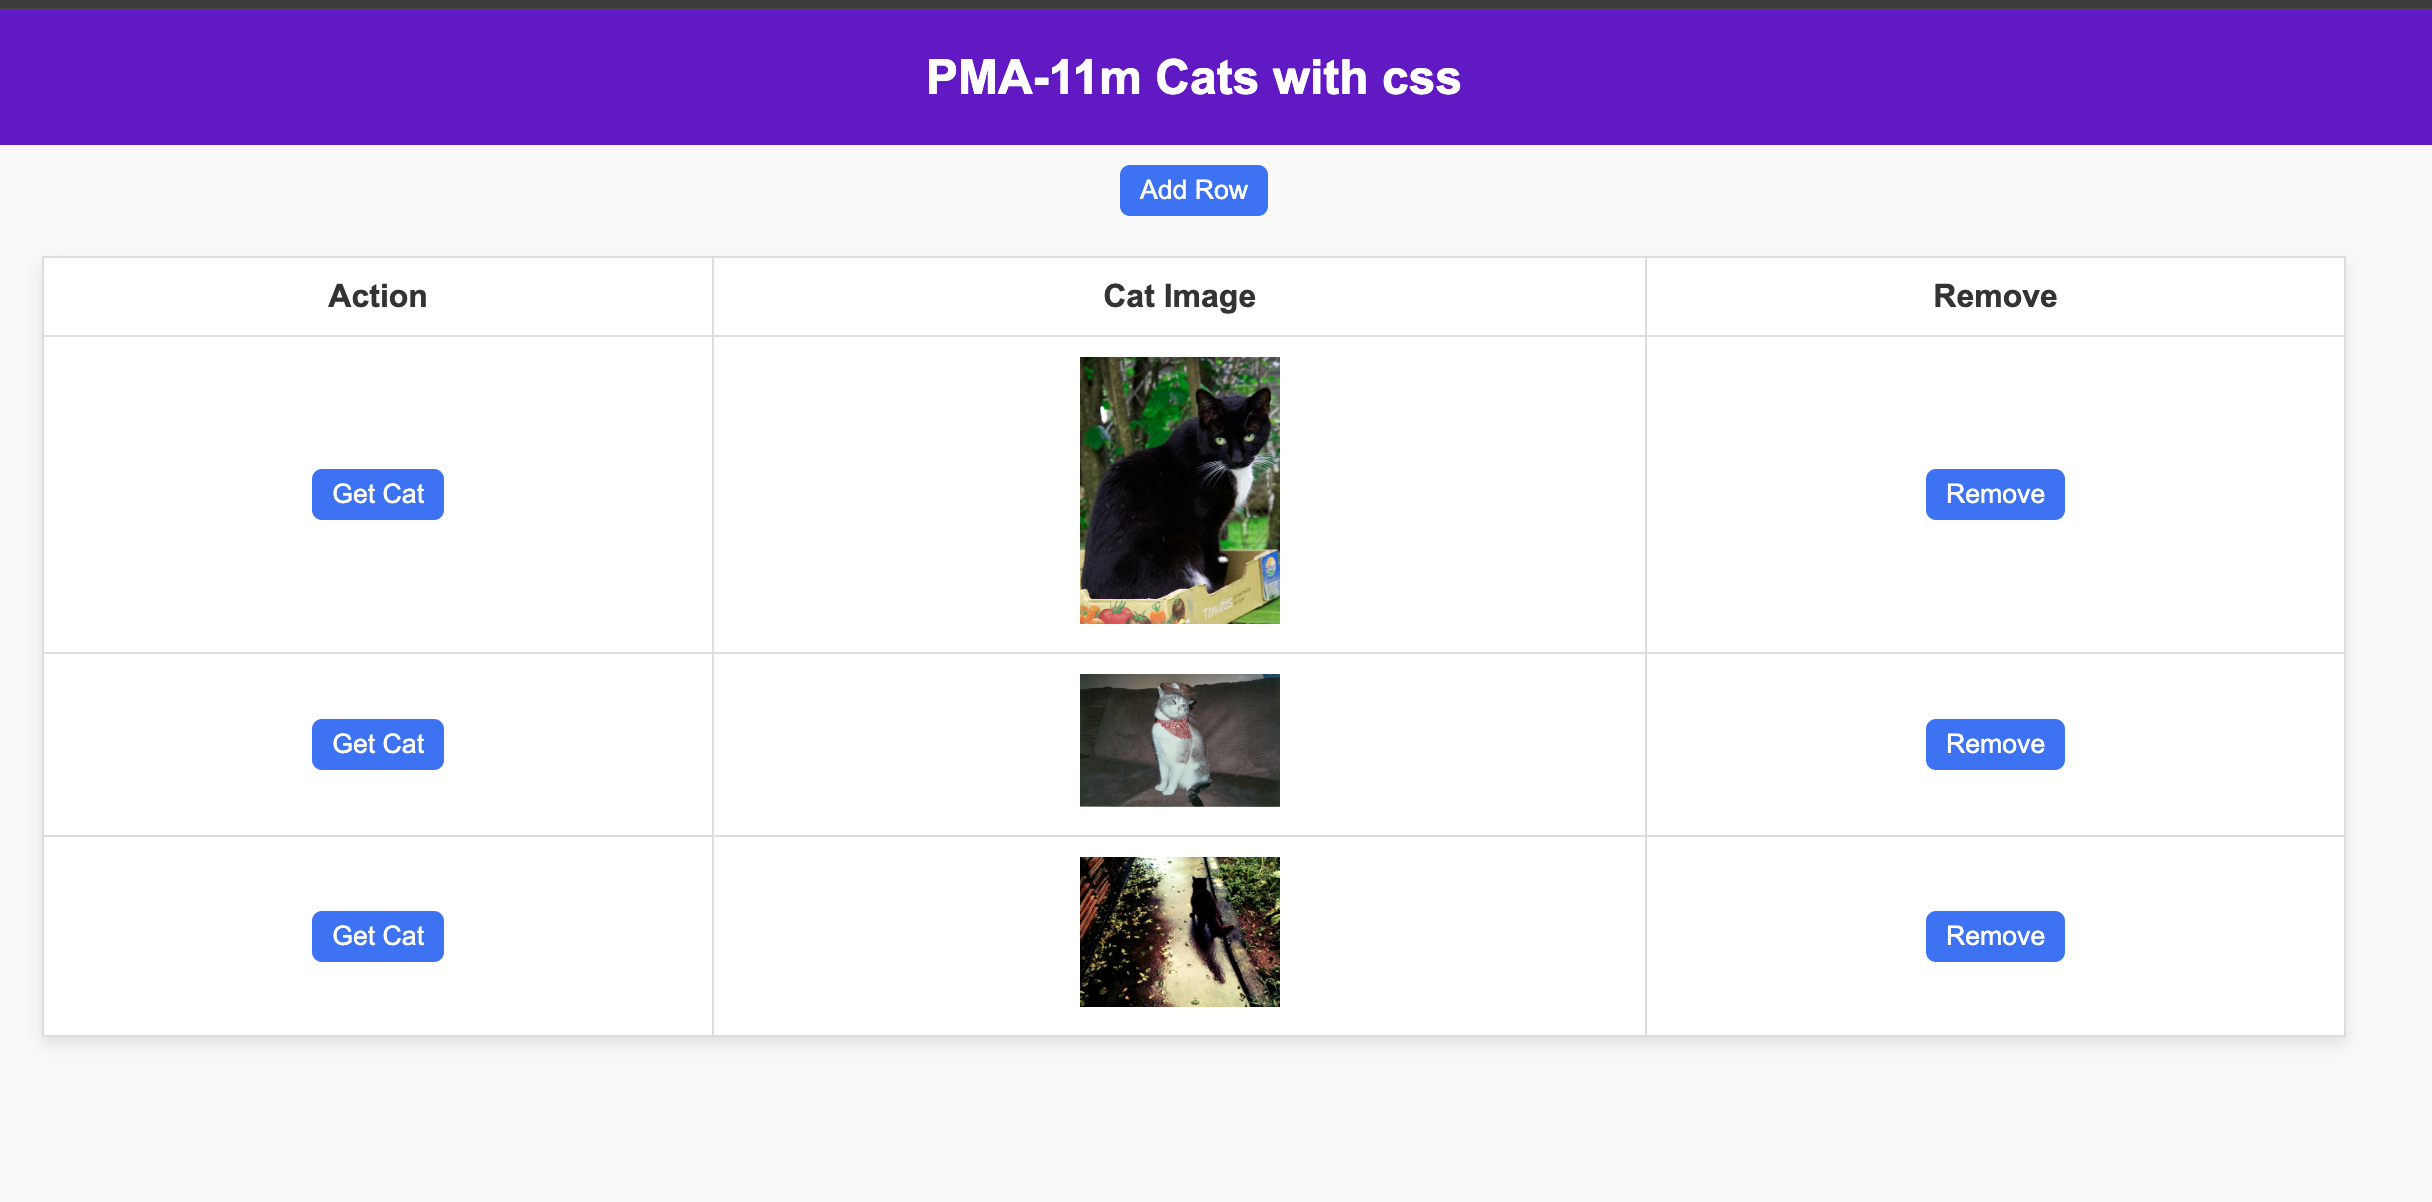 PMA-11m Cats with css
Add Row
Action Cat Image Remove
Get Cat Remove
Tomatoes
Get Cat Remove
Get Cat Remove